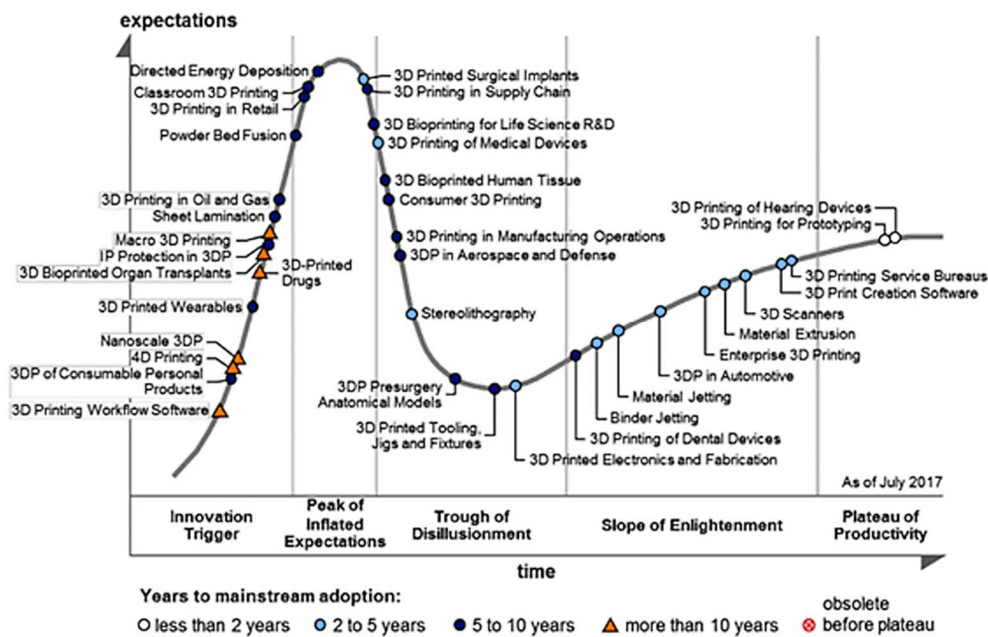 expectations
Directed Energy Deposition
Classroom 3D Printing
3D Printing in Retail
Powder Bed Fusion
3D Printing in Oil and Gas
Sheet Lamination
Macro 3D Printing
IP Protection in 3DP
3D Bioprinted Organ Transplants
3D-Printed
Drugs
3D Printed Wearables
Nanoscale 3DP
4D Printing
3DP of Consumable Personal
Products
3D Printing Workflow Software
3D Printed Surgical Implants
3D Printing in Supply Chain
3D Bioprinting for Life Science R&D
3D Printing of Medical Devices
3D Bioprinted Human Tissue
Consumer 3D Printing
3D Printing in Manufacturing Operations
3DP in Aerospace and Defense
Stereolithography
3DP Presurgery
Anatomical Models
3D Printed Tooling,
Jigs and Fixtures
3D Printed Electronics and Fabrication
3D Printing of Dental Devices
Binder Jetting
Material Jetting
3DP in Automotive
Enterprise 3D Printing
Material Extrusion
3D Scanners
3D Print Creation Software
3D Printing Service Bureaus
3D Printing of Hearing Devices
3D Printing for Prototyping
As of July 2017
Innovation
Trigger
Peak of
Inflated
Expectations
Trough of
Disillusionment
Slope of Enlightenment
Plateau of
Productivity
time
Years to mainstream adoption:
less than 2 years
2 to 5 years
5 to 10 years
more than 10 years
obsolete
before plateau